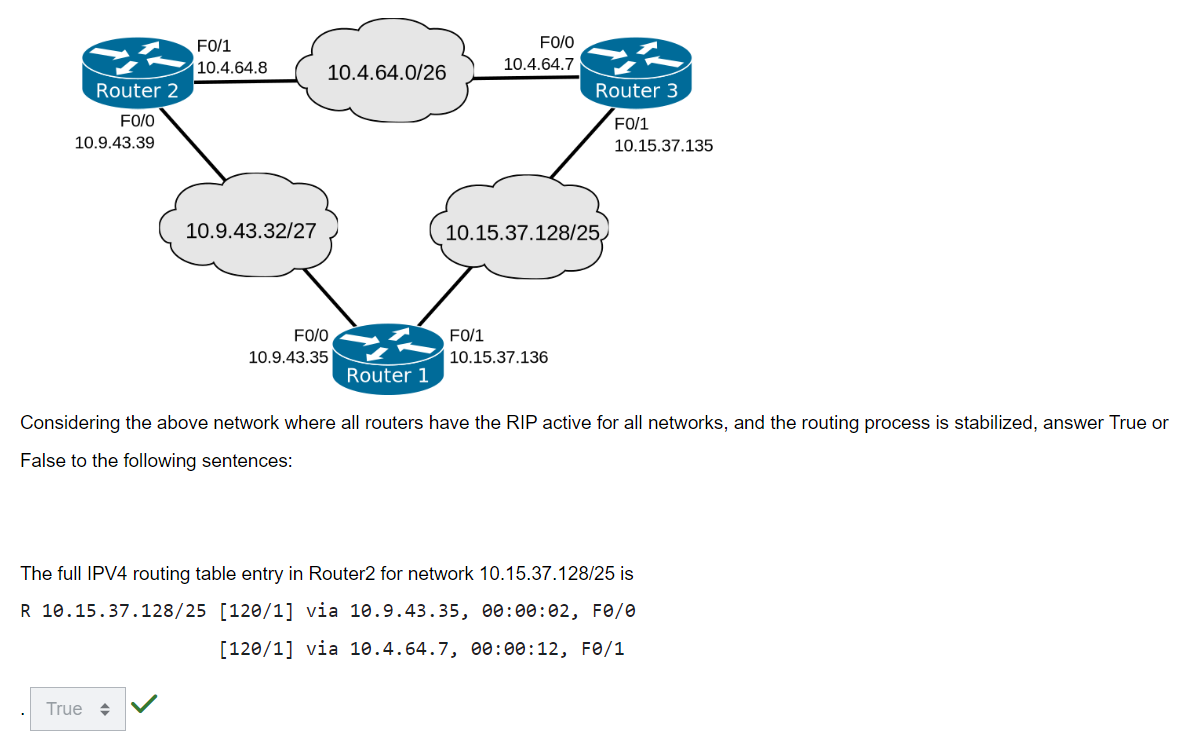 F0/1
10.4.64.8
10.4.64.0/26
F0/0
10.4.64.7
Router 2
Router 3
F0/0
10.9.43.39
F0/1
10.15.37.135
10.9.43.32/27
10.15.37.128/25
F0/0
10.9.43.35
F0/1
10.15.37.136
Router 1
Considering the above network where all routers have the RIP active for all networks, and the routing process is stabilized, answer True or
False to the following sentences:
The full IPV4 routing table entry in Router2 for network 10.15.37.128/25 is
R 10.15.37.128/25 [120/1] via 10.9.43.35, 00:00:02, F0/0
[120/1] via 10.4.64.7, 00:00:12, F0/1
. True